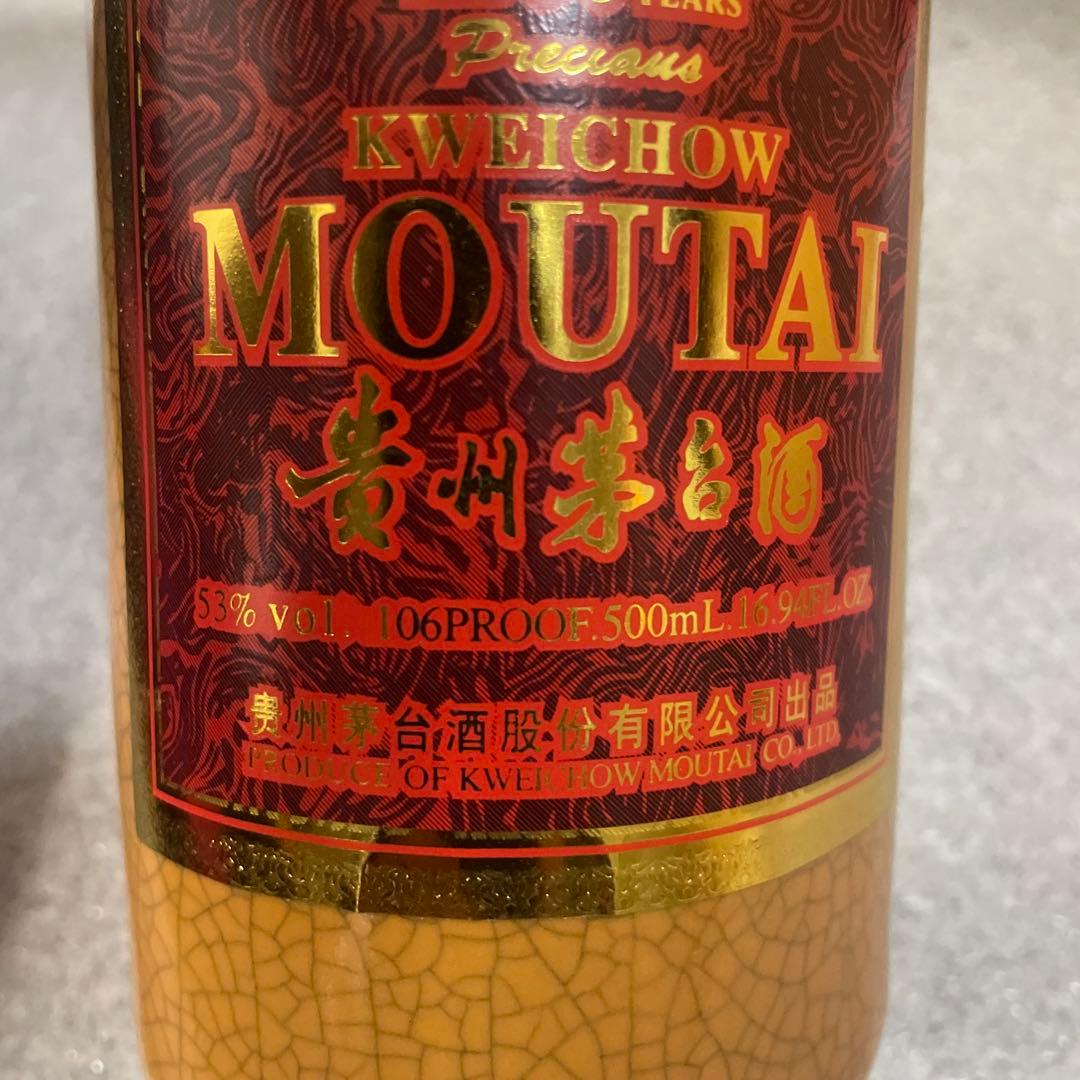 YEARS
Precious
KWEICHOW
MOUTAI
贵州茅台酒
53% vol. 106PROOF.500mL.16.94FL.OZ
贵州茅台酒股份有限公司出品
PRODUCE OF KWEICHOW MOUTAI CO., LTD.